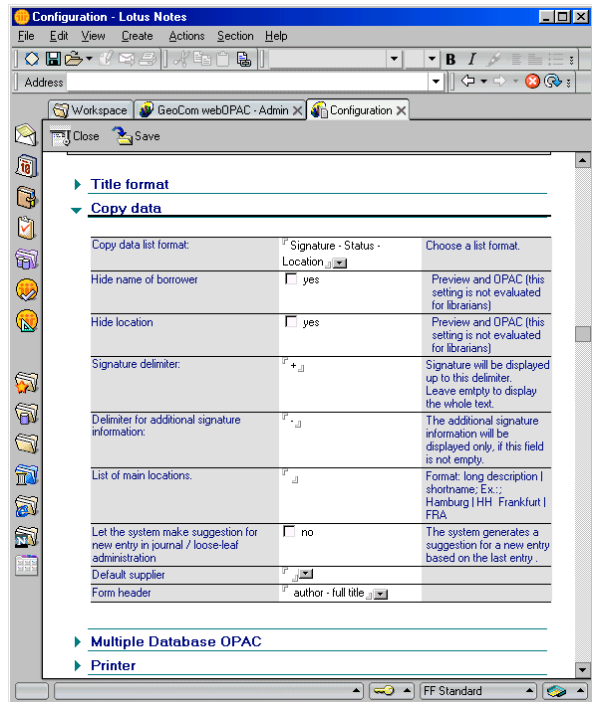 Configuration - Lotus Notes
File Edit View Create Actions Section Help
B I
Address
Workspace GeoCom webOPAC - Admin Configuration
Close Save
Title format
Copy data
Copy data list format:
Signature - Status -
Location
Choose a list format.
Hide name of borrower
yes
Preview and OPAC (this
setting is not evaluated
for librarians)
Hide location
yes
Preview and OPAC (this
setting is not evaluated
for librarians)
Signature delimiter:
+
Signature will be displayed
up to this delimiter.
Leave emtpty to display
the whole text.
Delimiter for additional signature
information:
-
The additional signature
information will be
displayed only, if this field
is not empty.
List of main locations.
Format: long description |
shortname; Ex.:;
Hamburg | HH Frankfurt |
FRA
Let the system make suggestion for
new entry in journal / loose-leaf
administration
no
The system generates a
suggestion for a new entry
based on the last entry .
Default supplier
Form header
author - full title
Multiple Database OPAC
Printer
FF Standard